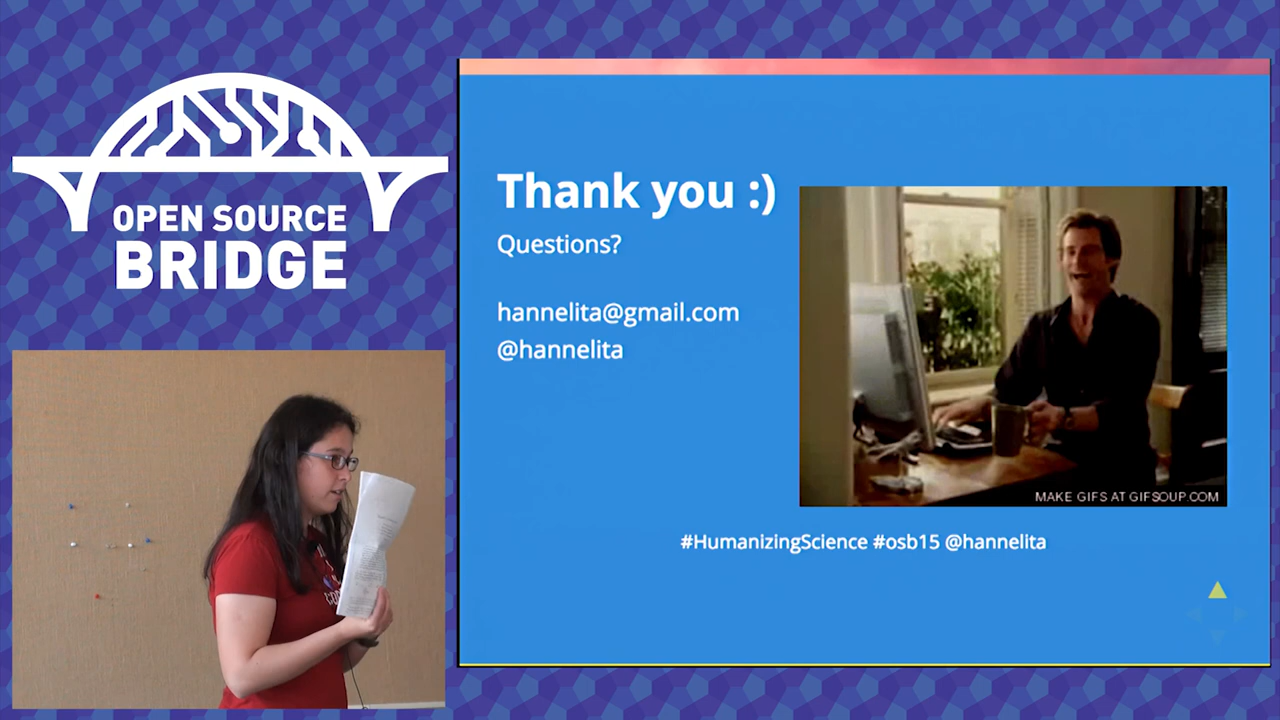 OPEN SOURCE
BRIDGE
Thank you :)
Questions?
hannelita@gmail.com
@hannelita
MAKE GIFS AT GIFSOUP.COM
#HumanizingScience #osb15 @hannelita